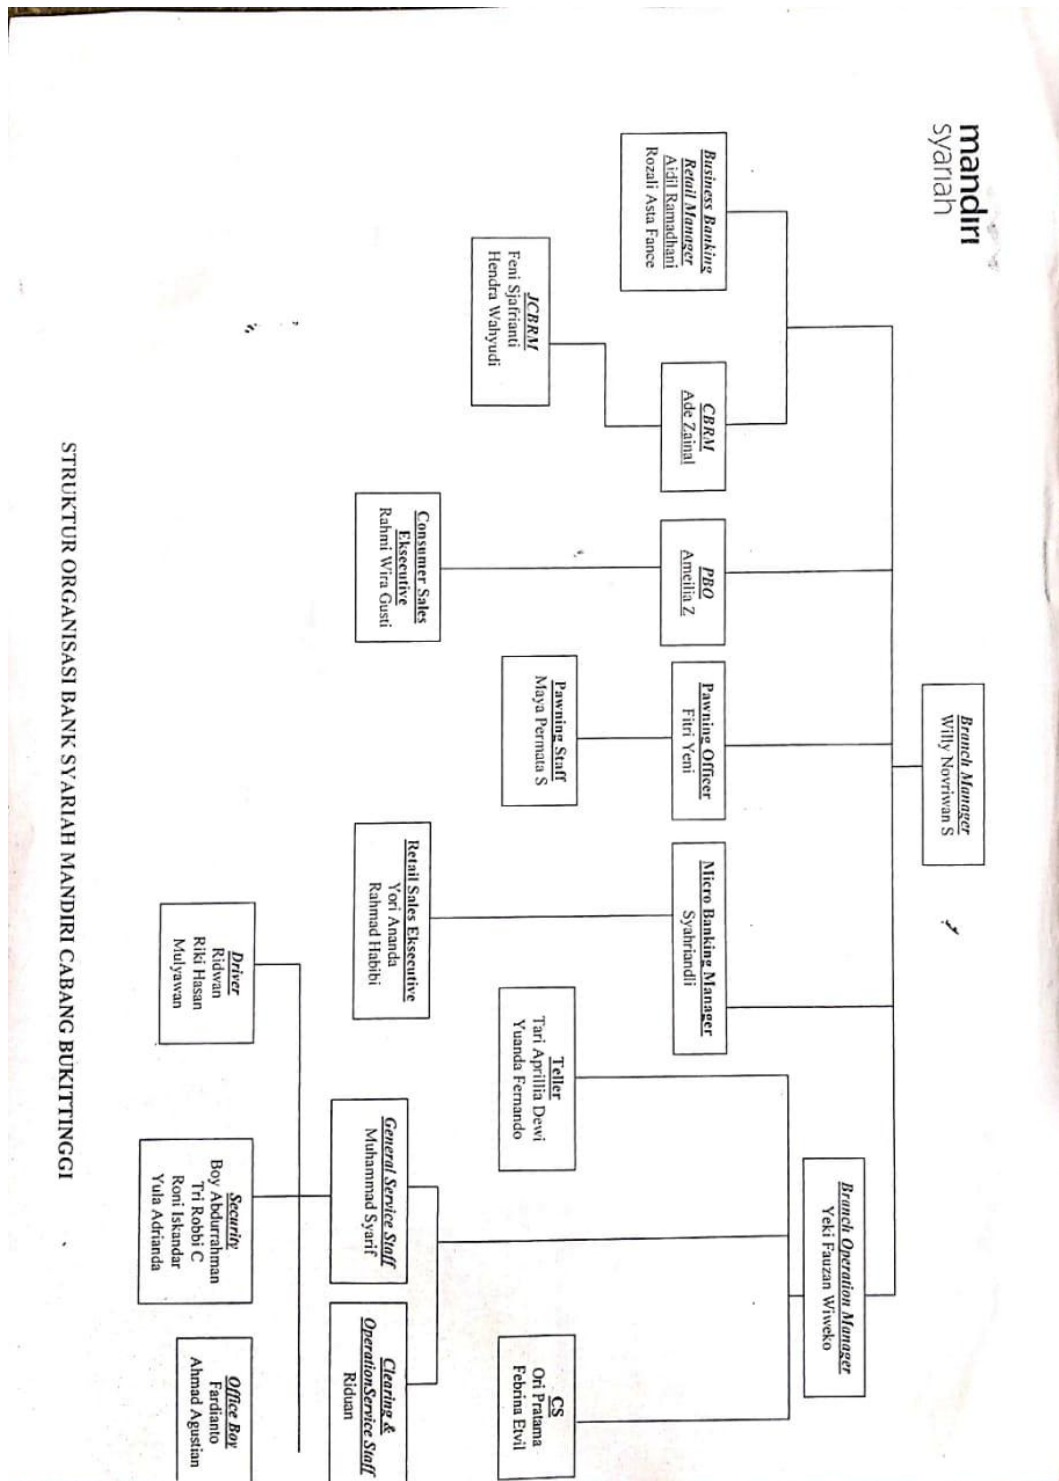 mandiri
syariah
Branch Manager
Willy Novriwan S
Branch Operation Manager
Yeki Fauzan Wiweko
Business Banking
Retail Manager
Aidil Ramadhani
Rozali Asta Fance
CBRM
Ade Zainal
PBO
Ameilia Z
Pawning Officer
Fitri Yeni
Micro Banking Manager
Syahriandli
JCBRM
Feni Sjafrianti
Hendra Wahyudi
Pawning Staff
Maya Permata S
Teller
Tari Aprillia Dewi
Yuanda Fernando
CS
Ori Pratama
Febrina Etvil
Consumer Sales
Eksecutive
Rahmi Wira Gusti
Retail Sales Eksecutive
Yori Ananda
Rahmad Habibi
General Service Staff
Muhammad Syarif
Clearing &
OperationService Staff
Riduan
Driver
Ridwan
Riki Hasan
Mulyawan
Security
Boy Abdurrahman
Tri Robbi C
Roni Iskandar
Yula Adrianda
Office Boy
Fardianto
Ahmad Agustian
STRUKTUR ORGANISASI BANK SYARIAH MANDIRI CABANG BUKITTINGGI